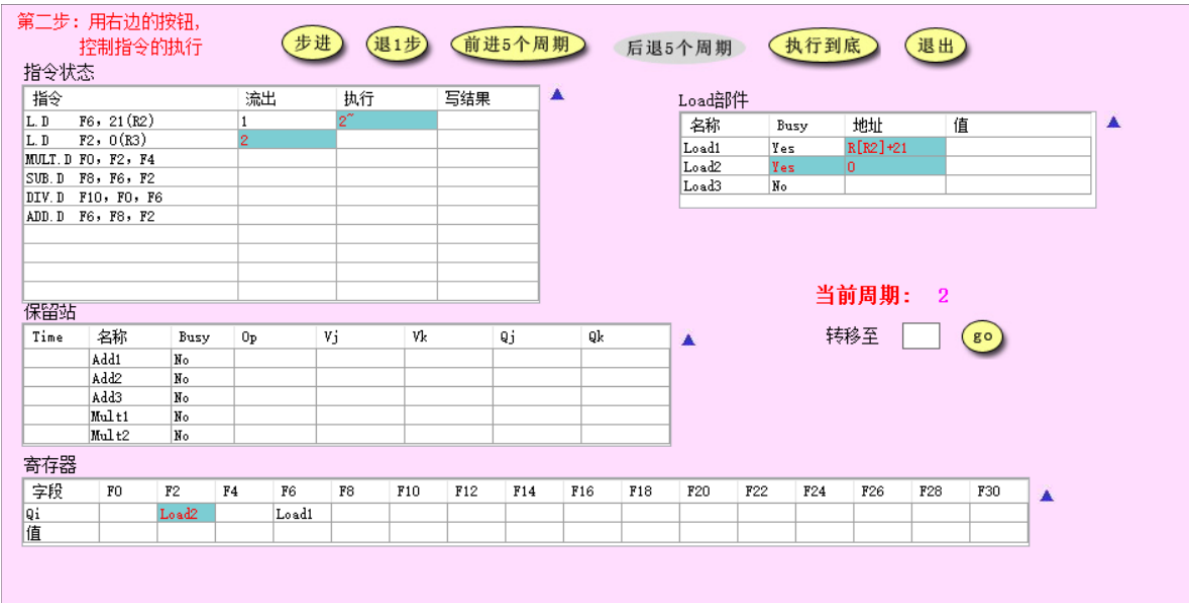 第二步：用右边的按钮，
控制指令的执行
步进 退1步 前进5个周期 后退5个周期 执行到底 退出
指令状态
指令 流出 执行 写结果
L.D F6，21(R2) 1 2~
L.D F2，0(R3) 2
MULT.D F0，F2，F4
SUB.D F8，F6，F2
DIV.D F10，F0，F6
ADD.D F6，F8，F2
Load部件
名称 Busy 地址 值
Load1 Yes R[R2]+21
Load2 Yes 0
Load3 No
当前周期： 2
转移至 go
保留站
Time 名称 Busy Op Vj Vk Qj Qk
Add1 No
Add2 No
Add3 No
Mult1 No
Mult2 No
寄存器
字段 F0 F2 F4 F6 F8 F10 F12 F14 F16 F18 F20 F22 F24 F26 F28 F30
Qi Load2 Load1
值